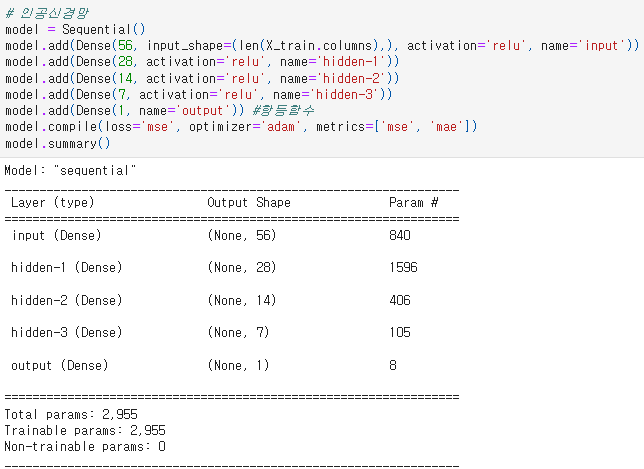 # 인공신경망
model = Sequential()
model.add(Dense(56, input_shape=(len(X_train.columns),), activation='relu', name='input'))
model.add(Dense(28, activation='relu', name='hidden-1'))
model.add(Dense(14, activation='relu', name='hidden-2'))
model.add(Dense(7, activation='relu', name='hidden-3'))
model.add(Dense(1, name='output')) #항등함수
model.compile(loss='mse', optimizer='adam', metrics=['mse', 'mae'])
model.summary()
Model: "sequential"
_________________________________________________________________
Layer (type) Output Shape Param #
=================================================================
input (Dense) (None, 56) 840
hidden-1 (Dense) (None, 28) 1596
hidden-2 (Dense) (None, 14) 406
hidden-3 (Dense) (None, 7) 105
output (Dense) (None, 1) 8
=================================================================
Total params: 2,955
Trainable params: 2,955
Non-trainable params: 0
_________________________________________________________________